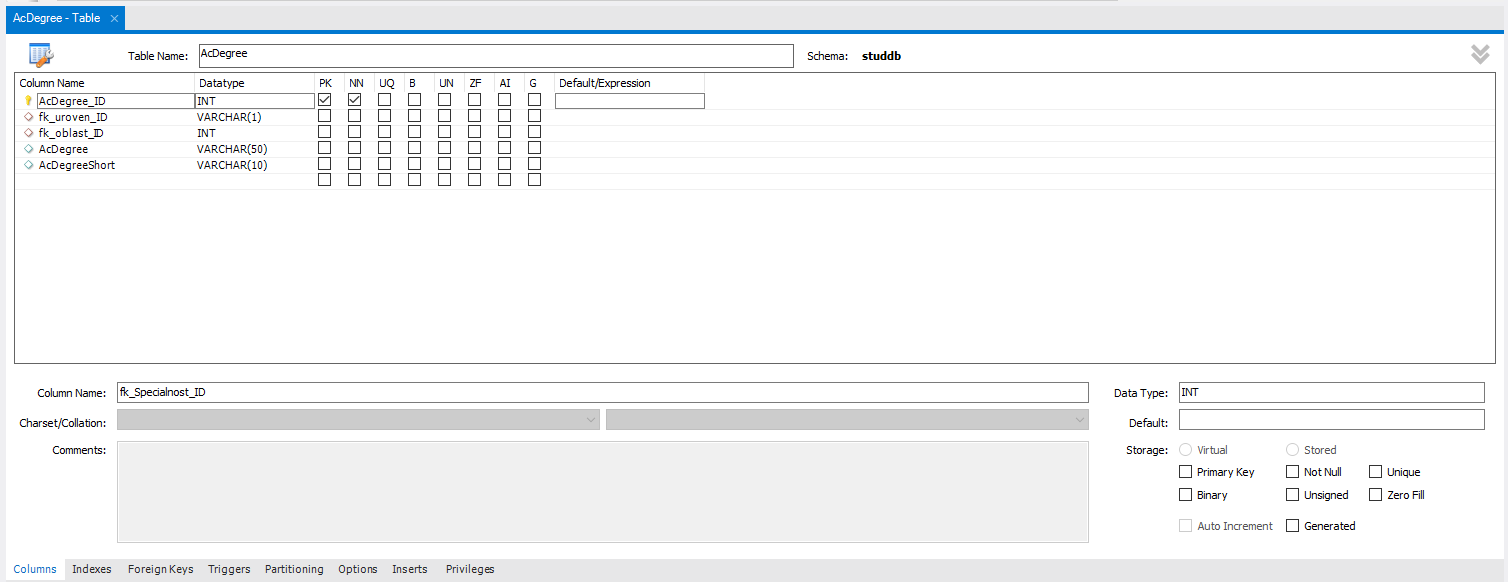 AcDegree - Table
Table Name: AcDegree Schema: studdb
Column Name Datatype PK NN UQ B UN ZF AI G Default/Expression
AcDegree_ID INT
fk_uroven_ID VARCHAR(1)
fk_oblast_ID INT
AcDegree VARCHAR(50)
AcDegreeShort VARCHAR(10)
Column Name: fk_Specialnost_ID Data Type: INT
Charset/Collation: Default:
Comments: Storage: Virtual Stored
Primary Key Not Null Unique
Binary Unsigned Zero Fill
Auto Increment Generated
Columns Indexes Foreign Keys Triggers Partitioning Options Inserts Privileges